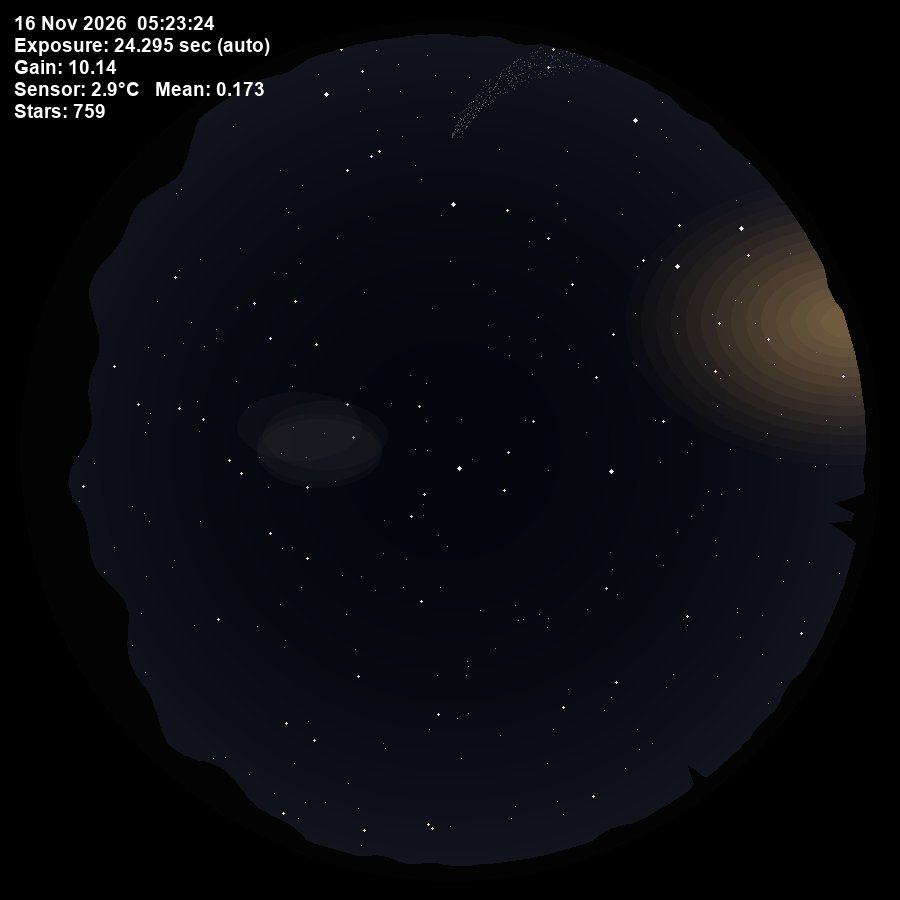 16 Nov 2026  05:23:24
Exposure: 24.295 sec (auto)
Gain: 10.14
Sensor: 2.9°C   Mean: 0.173
Stars: 759